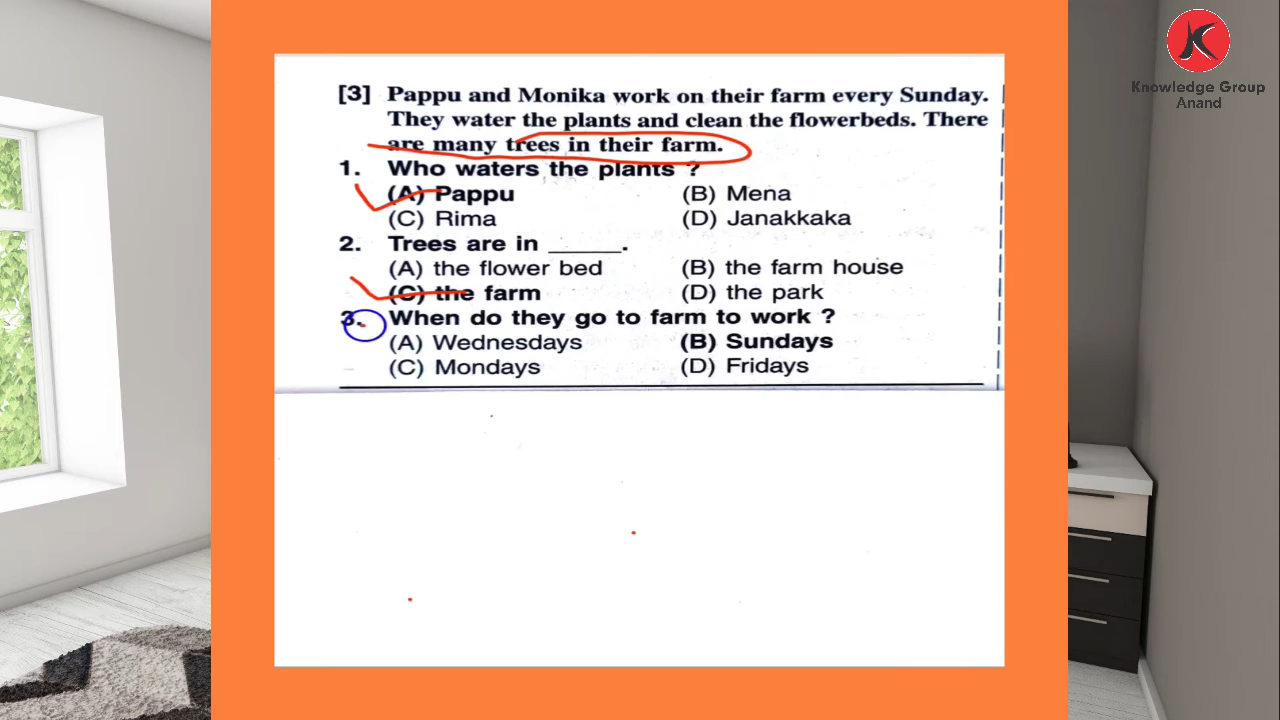 Knowledge Group
Anand
[3] Pappu and Monika work on their farm every Sunday.
They water the plants and clean the flowerbeds. There
are many trees in their farm.
1. Who waters the plants ?
(A) Pappu (B) Mena
(C) Rima (D) Janakkaka
2. Trees are in ______.
(A) the flower bed (B) the farm house
(C) the farm (D) the park
3. When do they go to farm to work ?
(A) Wednesdays (B) Sundays
(C) Mondays (D) Fridays